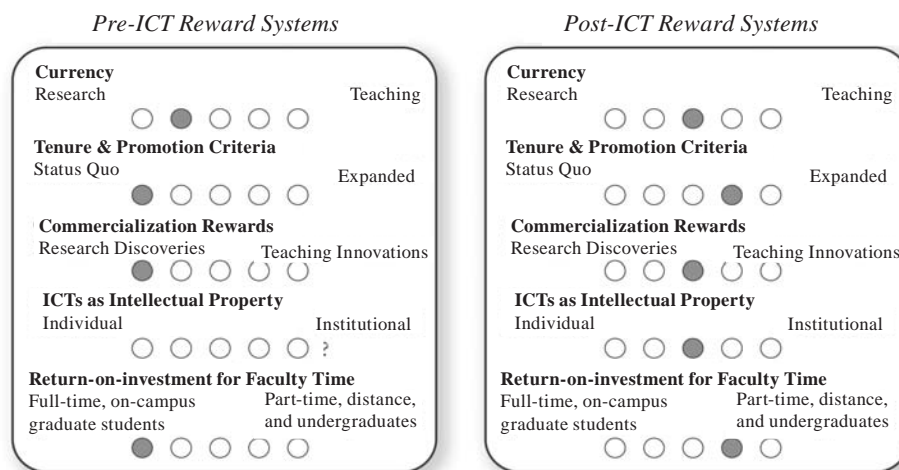 Pre-ICT Reward Systems
Currency
Research
Teaching
Tenure & Promotion Criteria
Status Quo
Expanded
Commercialization Rewards
Research Discoveries
Teaching Innovations
ICTs as Intellectual Property
Individual
Institutional
?
Return-on-investment for Faculty Time
Full-time, on-campus
graduate students
Part-time, distance,
and undergraduates
Post-ICT Reward Systems
Currency
Research
Teaching
Tenure & Promotion Criteria
Status Quo
Expanded
Commercialization Rewards
Research Discoveries
Teaching Innovations
ICTs as Intellectual Property
Individual
Institutional
Return-on-investment for Faculty Time
Full-time, on-campus
graduate students
Part-time, distance,
and undergraduates